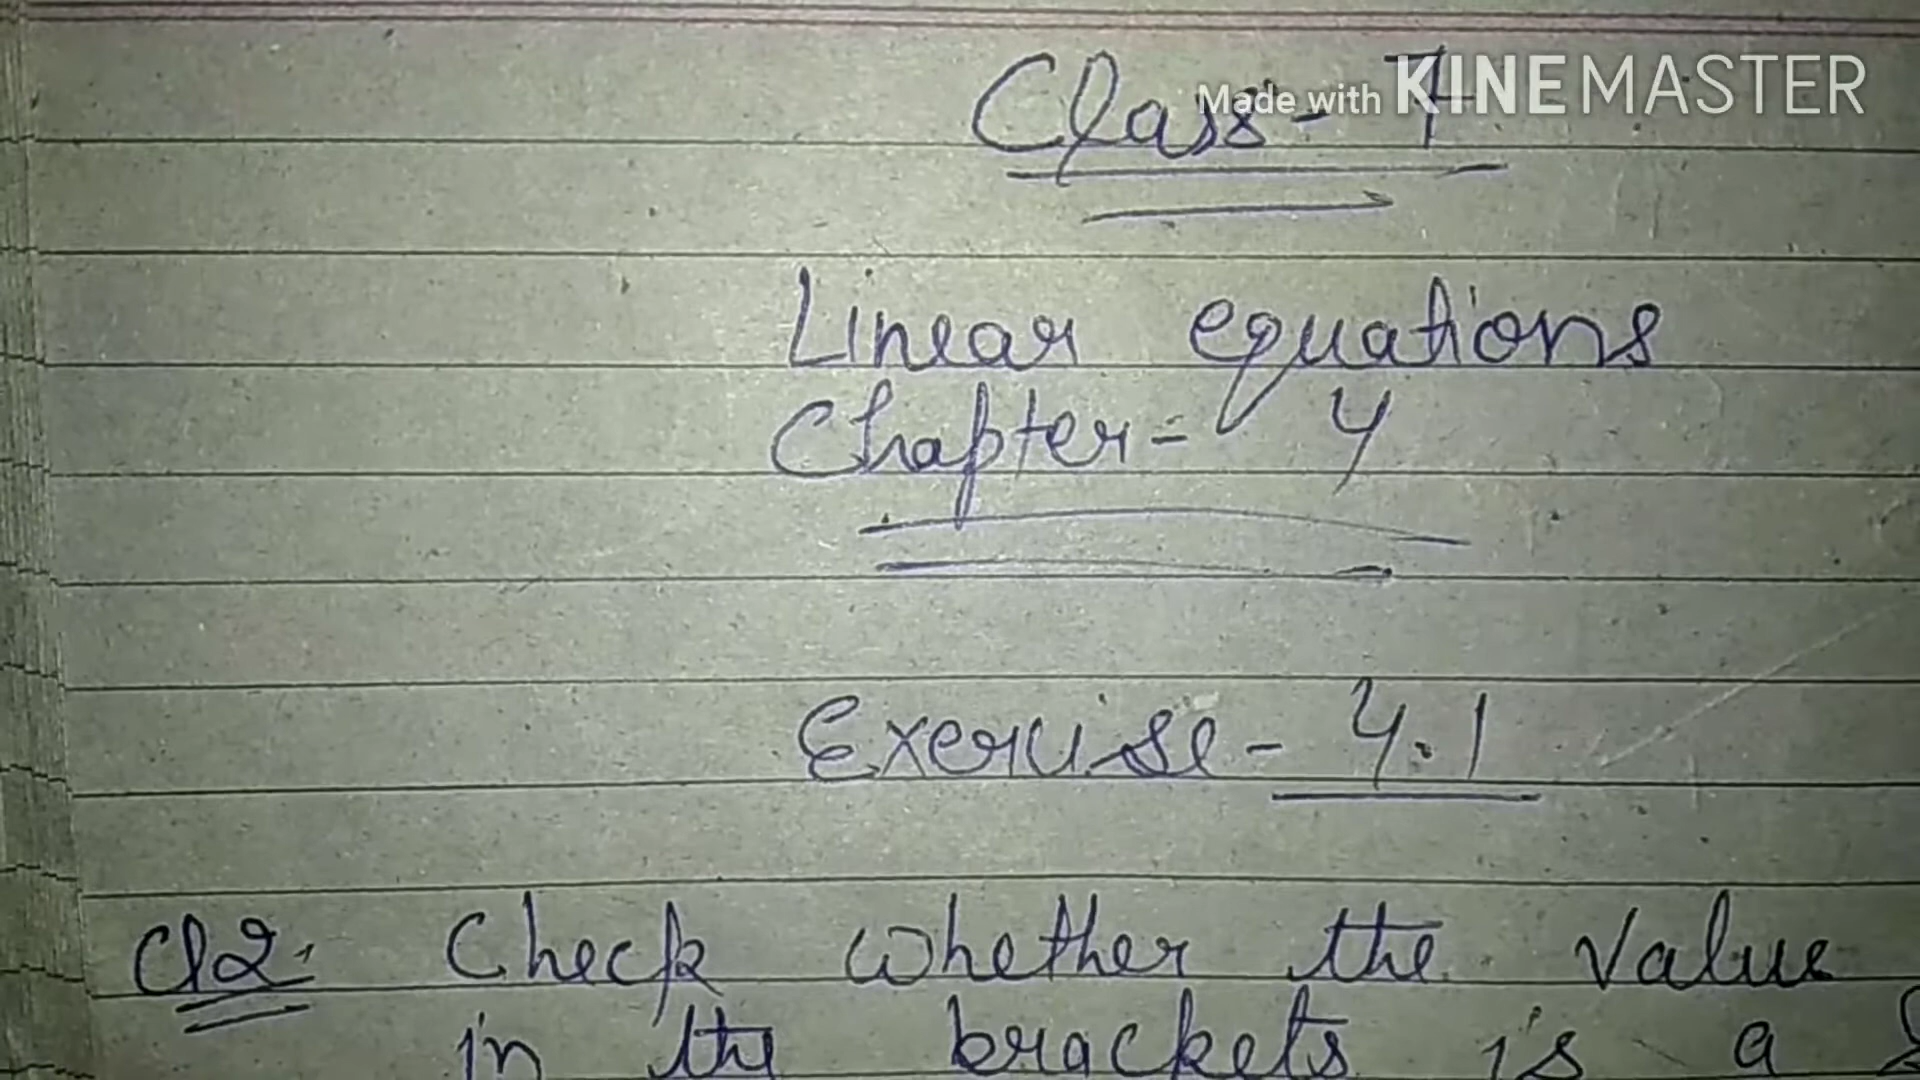 Class - 7
Made with KINEMASTER
Linear equations
Chapter - 4
Exercise - 4.1
Q2. Check whether the value
in the brackets is a